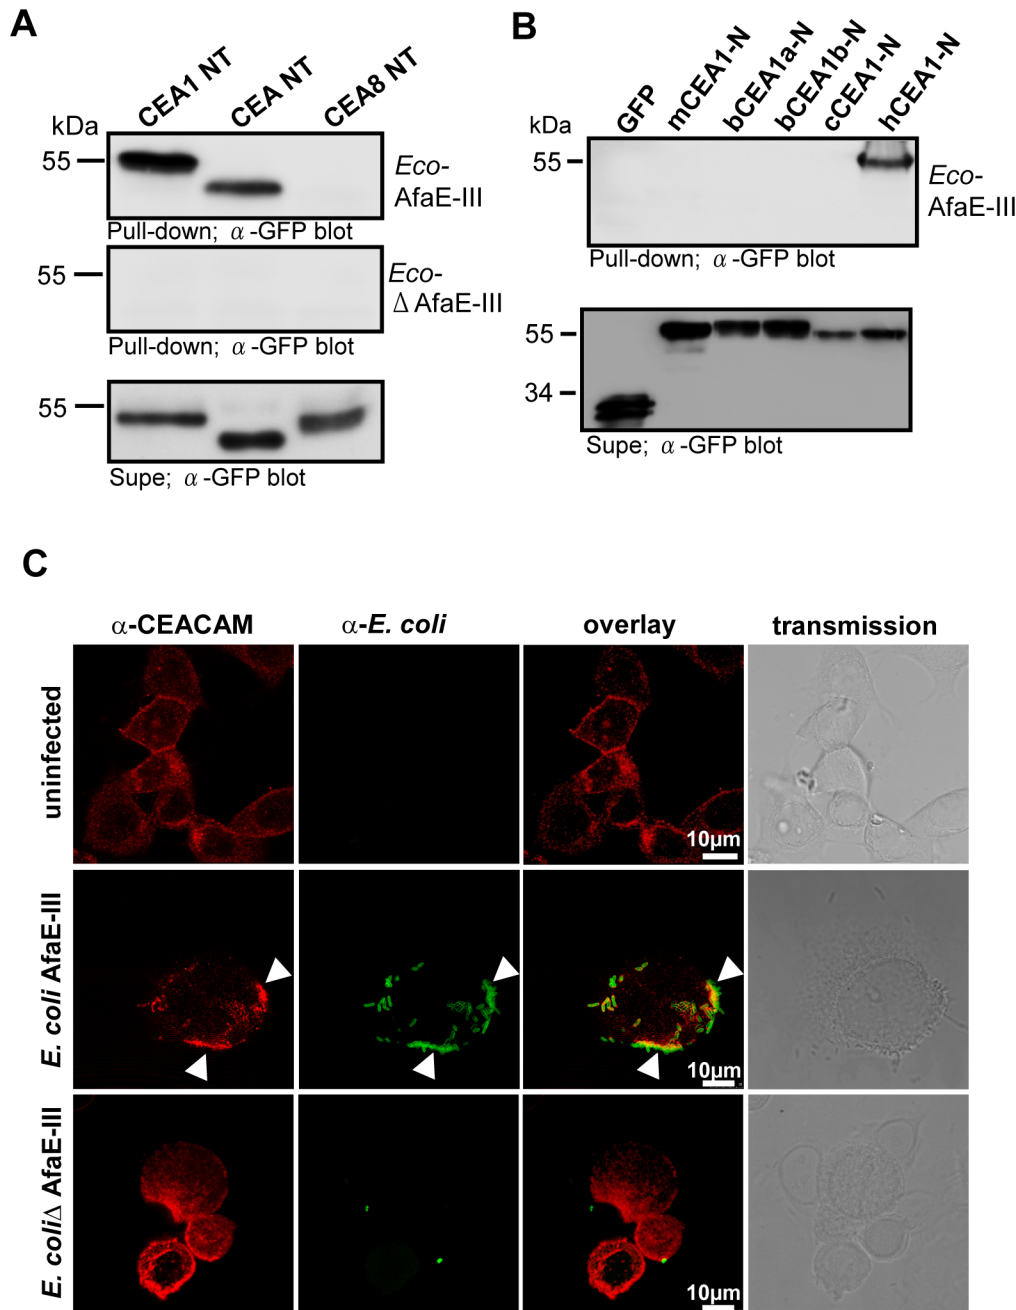 A
CEA1 NT
CEA NT
CEA8 NT
kDa
55
Eco-
AfaE-III
Pull-down; α-GFP blot
55
Eco-
Δ AfaE-III
Pull-down; α-GFP blot
55
Supe; α-GFP blot
B
GFP
mCEA1-N
bCEA1a-N
bCEA1b-N
cCEA1-N
hCEA1-N
kDa
55
Eco-
AfaE-III
Pull-down; α-GFP blot
55
34
Supe; α-GFP blot
C
α-CEACAM α-E. coli overlay transmission
uninfected
10µm
E. coli AfaE-III
10µm
E. coliΔ AfaE-III
10µm